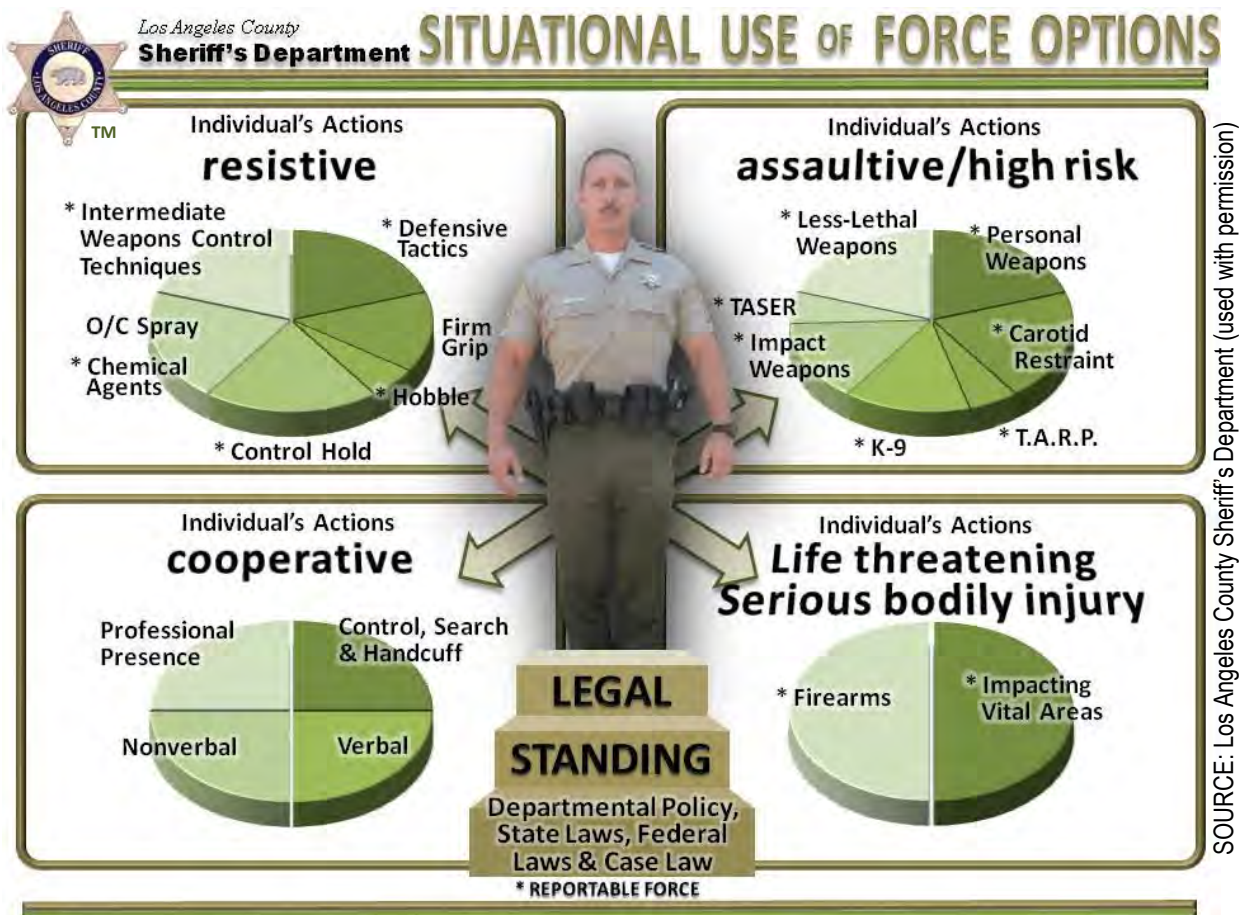 Los Angeles County
Sheriff's Department
SITUATIONAL USE OF FORCE OPTIONS
SHERIFF
LOS ANGELES COUNTY
TM
Individual's Actions
resistive
* Intermediate
Weapons Control
Techniques
* Defensive
Tactics
O/C Spray
Firm
Grip
* Chemical
Agents
* Hobble
* Control Hold
Individual's Actions
assaultive/high risk
* Less-Lethal
Weapons
* Personal
Weapons
* TASER
* Carotid
Restraint
* Impact
Weapons
* K-9
* T.A.R.P.
Individual's Actions
cooperative
Professional
Presence
Control, Search
& Handcuff
Nonverbal
Verbal
Individual's Actions
Life threatening
Serious bodily injury
* Firearms
* Impacting
Vital Areas
LEGAL
STANDING
Departmental Policy,
State Laws, Federal
Laws & Case Law
* REPORTABLE FORCE
SOURCE: Los Angeles County Sheriff's Department (used with permission)